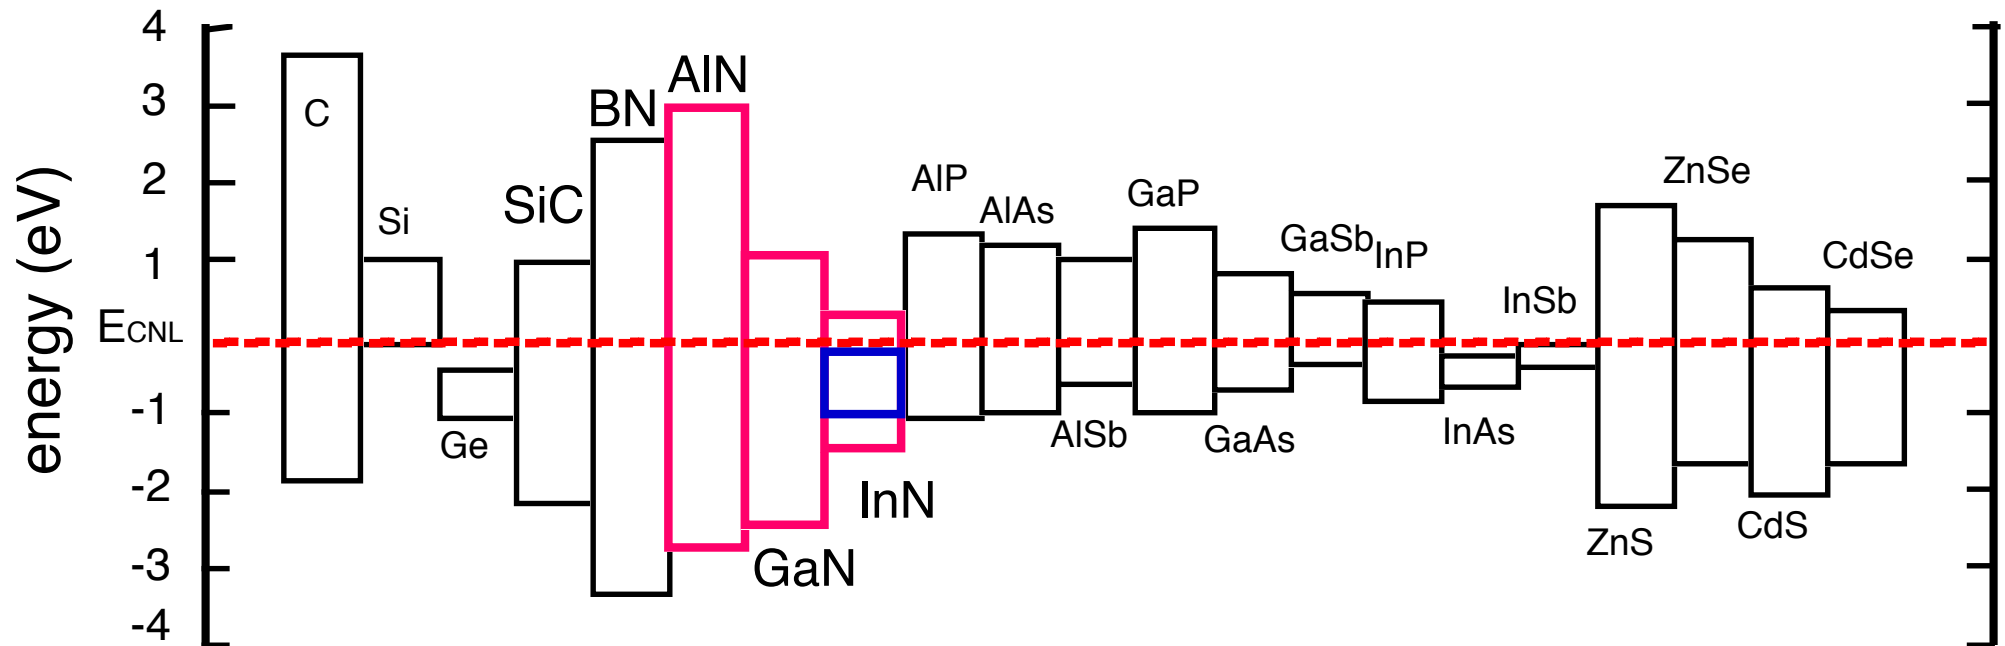 energy (eV)
4
3
2
1
ECNL
-1
-2
-3
-4
C
Si
Ge
SiC
BN
AlN
GaN
InN
AlP
AlAs
AlSb
GaP
GaAs
GaSb
InP
InAs
InSb
ZnS
ZnSe
CdS
CdSe